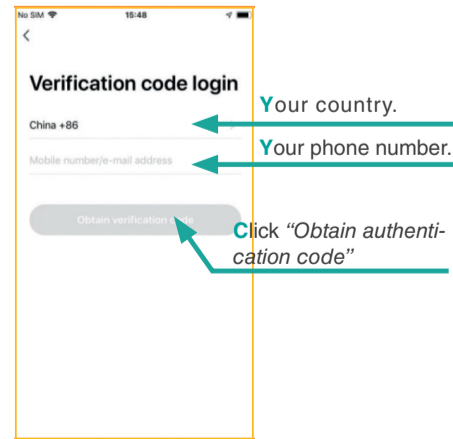 No SIM 15:48
Verification code login
Your country.
China +86
Your phone number.
Mobile number/e-mail address
Obtain verification code
Click “Obtain authenti-
cation code”